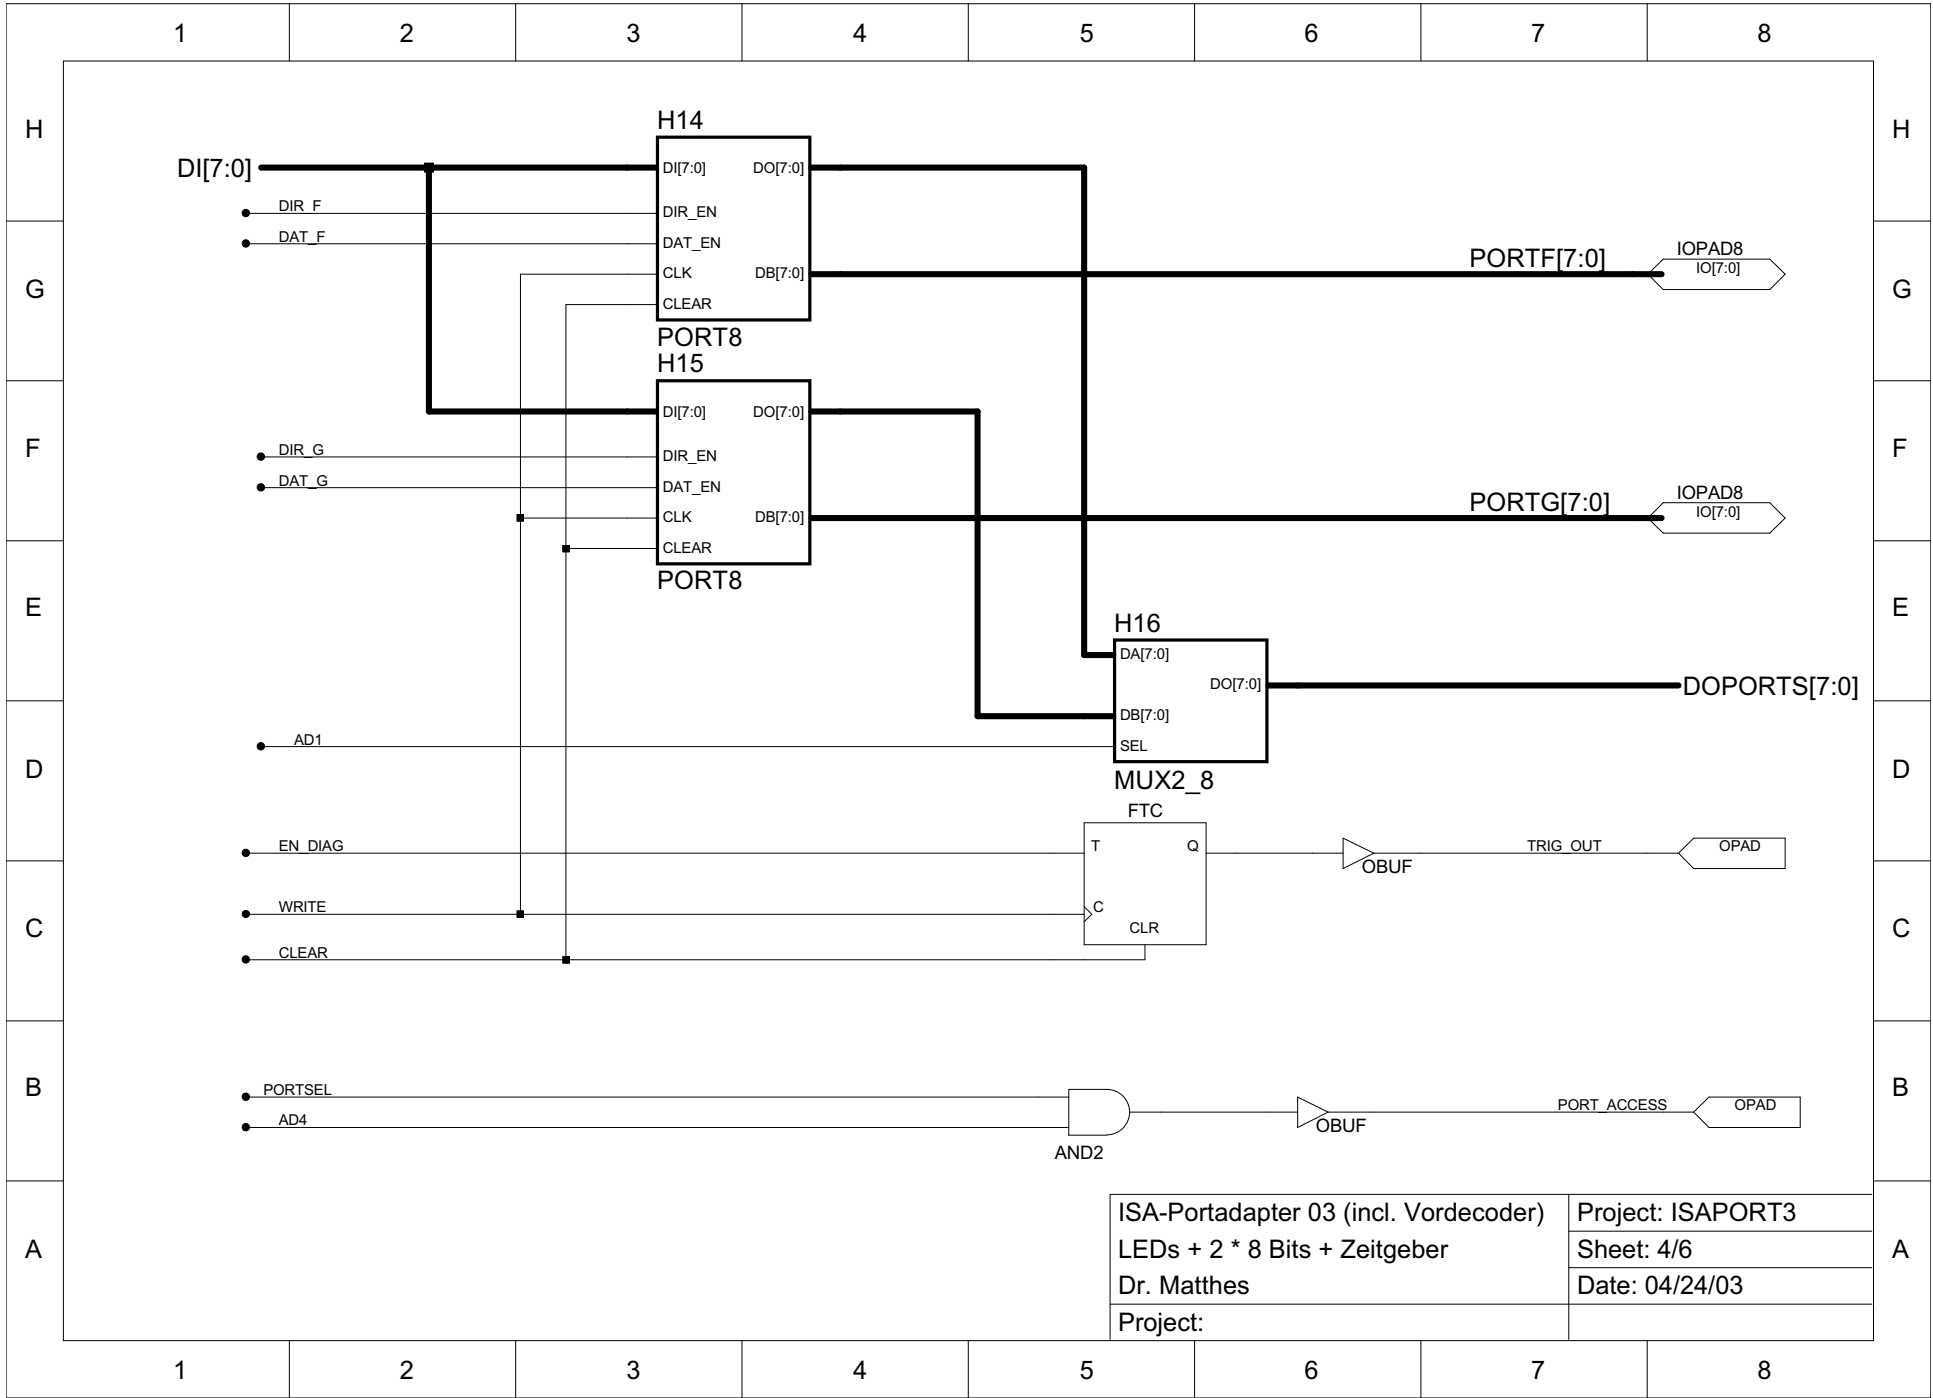 1 2 3 4 5 6 7 8
H H
H14
DI[7:0]
DI[7:0] DO[7:0]
DIR_F
DIR_EN
DAT_F
DAT_EN
G G
CLK DB[7:0]
PORTF[7:0]
IOPAD8
IO[7:0]
CLEAR
PORT8
H15
DI[7:0] DO[7:0]
F F
DIR_G
DIR_EN
DAT_G
DAT_EN
CLK DB[7:0]
PORTG[7:0]
IOPAD8
IO[7:0]
CLEAR
PORT8
E E
H16
DA[7:0]
DO[7:0]
DOPORTS[7:0]
DB[7:0]
AD1
SEL
D D
MUX2_8
FTC
EN_DIAG
T Q
OBUF
TRIG_OUT
OPAD
WRITE
C
C C
CLR
CLEAR
B B
PORTSEL
AD4
AND2
OBUF
PORT_ACCESS
OPAD
A A
ISA-Portadapter 03 (incl. Vordecoder)
LEDs + 2 * 8 Bits + Zeitgeber
Dr. Matthes
Project:
Project: ISAPORT3
Sheet: 4/6
Date: 04/24/03
1 2 3 4 5 6 7 8